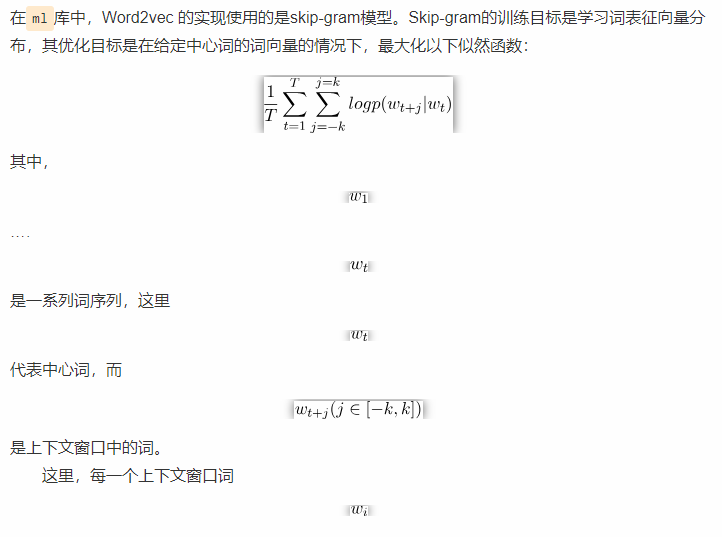 在 ml 库中，Word2vec 的实现使用的是skip-gram模型。Skip-gram的训练目标是学习词表征向量分
布，其优化目标是在给定中心词的词向量的情况下，最大化以下似然函数：
\frac{1}{T} \sum_{t=1}^{T} \sum_{j=-k}^{j=k} logp(w_{t+j}|w_t)
其中，
w_1
....
w_t
是一系列词序列，这里
w_t
代表中心词，而
w_{t+j}(j ∈ [-k, k])
是上下文窗口中的词。
这里，每一个上下文窗口词
w_i